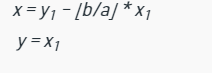 x = y₁ − ⌊b/a⌋ * x₁
y = x₁